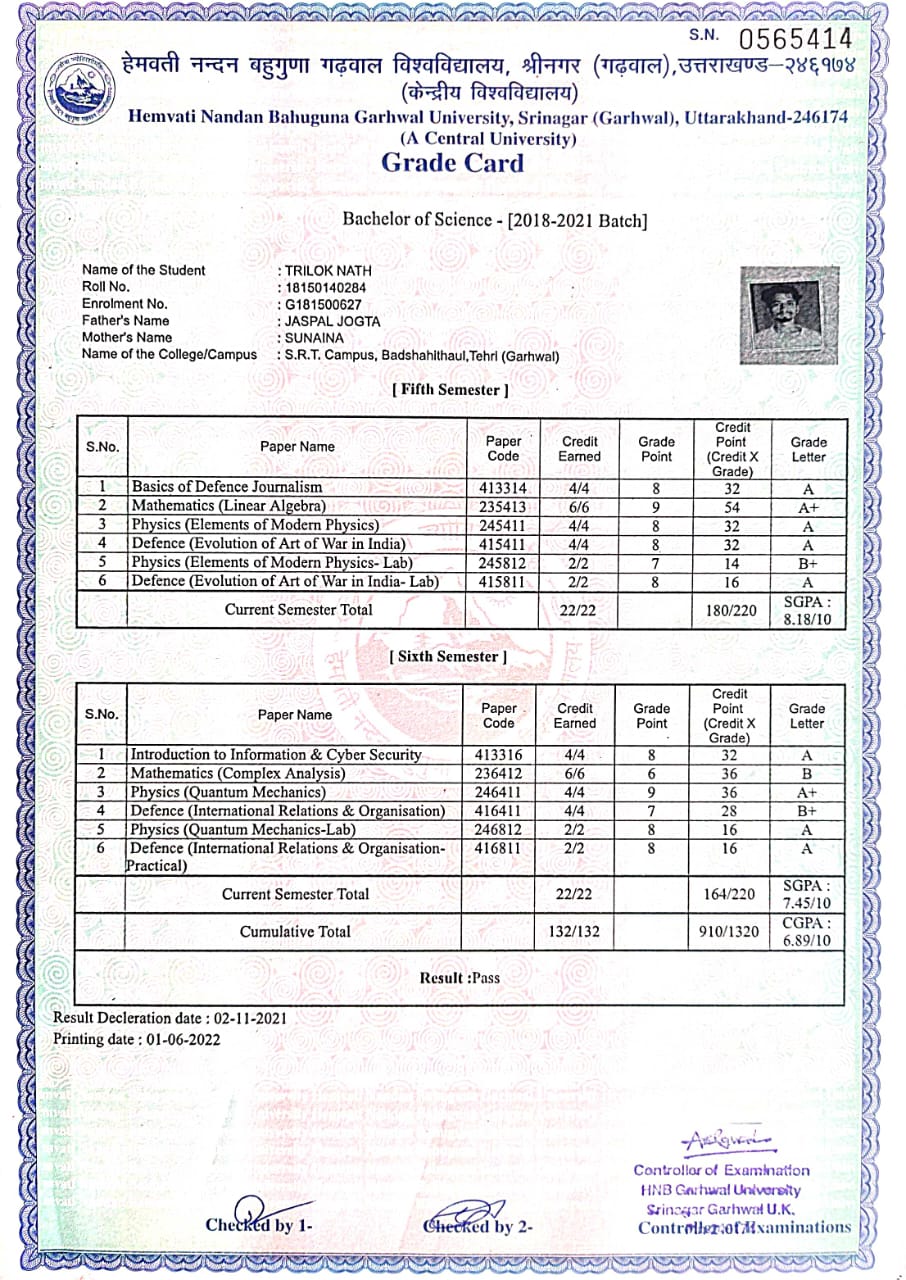 S.N. 0565414
हेमवती नन्दन बहुगुणा गढ़वाल विश्वविद्यालय, श्रीनगर (गढ़वाल),उत्तराखण्ड–२४६१७४
(केन्द्रीय विश्वविद्यालय)
Hemvati Nandan Bahuguna Garhwal University, Srinagar (Garhwal), Uttarakhand-246174
(A Central University)
Grade Card
Bachelor of Science - [2018-2021 Batch]
Name of the Student : TRILOK NATH
Roll No. : 18150140284
Enrolment No. : G181500627
Father's Name : JASPAL JOGTA
Mother's Name : SUNAINA
Name of the College/Campus : S.R.T. Campus, Badshahithaul,Tehri (Garhwal)
[ Fifth Semester ]
S.No. Paper Name Paper Code Credit Earned Grade Point Credit Point (Credit X Grade) Grade Letter
1 Basics of Defence Journalism 413314 4/4 8 32 A
2 Mathematics (Linear Algebra) 235413 6/6 9 54 A+
3 Physics (Elements of Modern Physics) 245411 4/4 8 32 A
4 Defence (Evolution of Art of War in India) 415411 4/4 8 32 A
5 Physics (Elements of Modern Physics- Lab) 245812 2/2 7 14 B+
6 Defence (Evolution of Art of War in India- Lab) 415811 2/2 8 16 A
Current Semester Total 22/22 180/220 SGPA : 8.18/10
[ Sixth Semester ]
S.No. Paper Name Paper Code Credit Earned Grade Point Credit Point (Credit X Grade) Grade Letter
1 Introduction to Information & Cyber Security 413316 4/4 8 32 A
2 Mathematics (Complex Analysis) 236412 6/6 6 36 B
3 Physics (Quantum Mechanics) 246411 4/4 9 36 A+
4 Defence (International Relations & Organisation) 416411 4/4 7 28 B+
5 Physics (Quantum Mechanics-Lab) 246812 2/2 8 16 A
6 Defence (International Relations & Organisation- 416811 2/2 8 16 A
Practical)
Current Semester Total 22/22 164/220 SGPA : 7.45/10
Cumulative Total 132/132 910/1320 CGPA : 6.89/10
Result :Pass
Result Decleration date : 02-11-2021
Printing date : 01-06-2022
Controllor of Examination
HNB Garhwal University
Srinagar Garhwal U.K.
Checked by 1- Checked by 2- Controller of Examinations